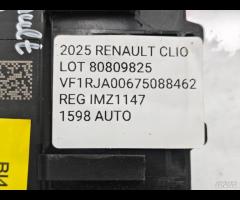 2025 RENAULT CLIO
LOT 80809825
VF1RJA00675088462
REG IMZ1147
1598 AUTO